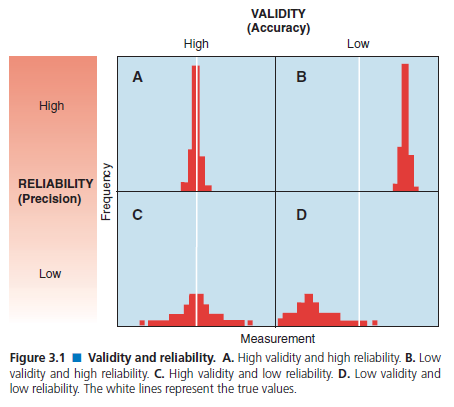 VALIDITY
(Accuracy)
High
Low
A
B
High
RELIABILITY
(Precision)
Frequency
C
D
Low
Measurement
Figure 3.1 ■ Validity and reliability. A. High validity and high reliability. B. Low
validity and high reliability. C. High validity and low reliability. D. Low validity and
low reliability. The white lines represent the true values.